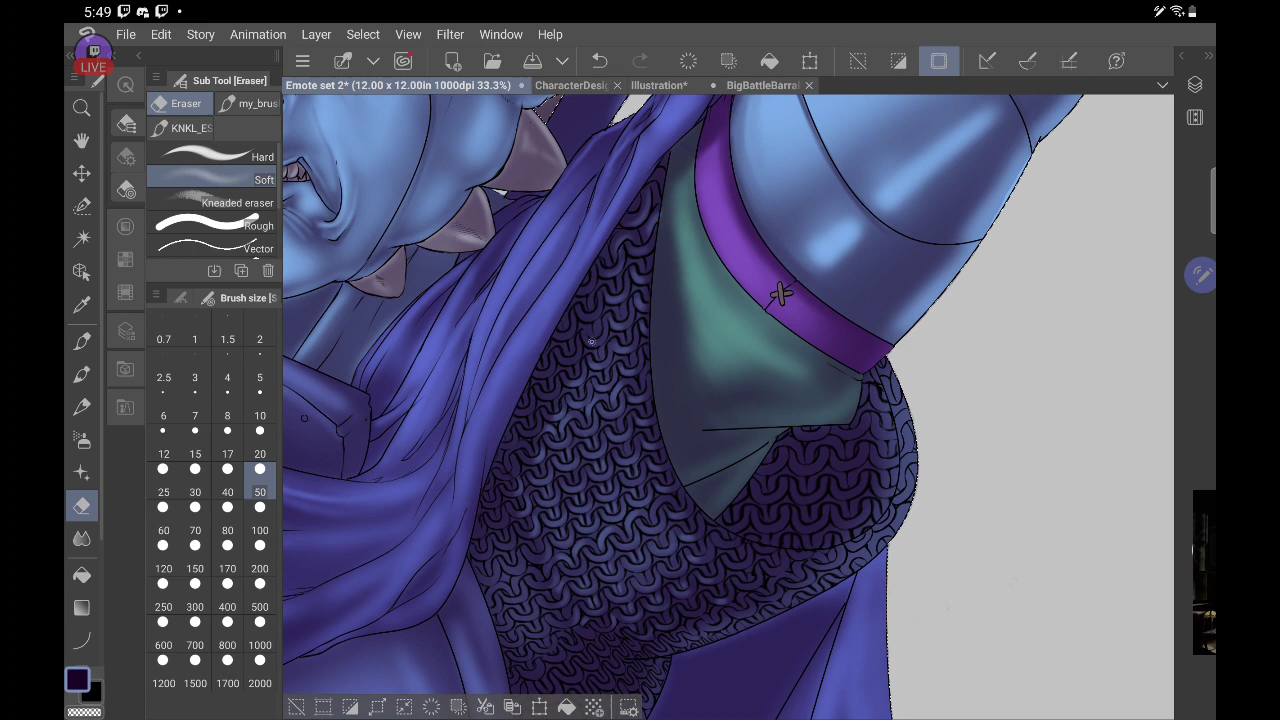 5:49
LIVE
File Edit Story Animation Layer Select View Filter Window Help
Sub Tool [Eraser]
Eraser my_brus
KNKL_ES
Hard
Soft
Kneaded eraser
Rough
Vector
Brush size [S
0.7 1 1.5 2
2.5 3 4 5
6 7 8 10
12 15 17 20
25 30 40 50
60 70 80 100
120 150 170 200
250 300 400 500
600 700 800 1000
1200 1500 1700 2000
Emote set 2* (12.00 x 12.00in 1000dpi 33.3%) CharacterDesi Illustration* BigBattleBarra